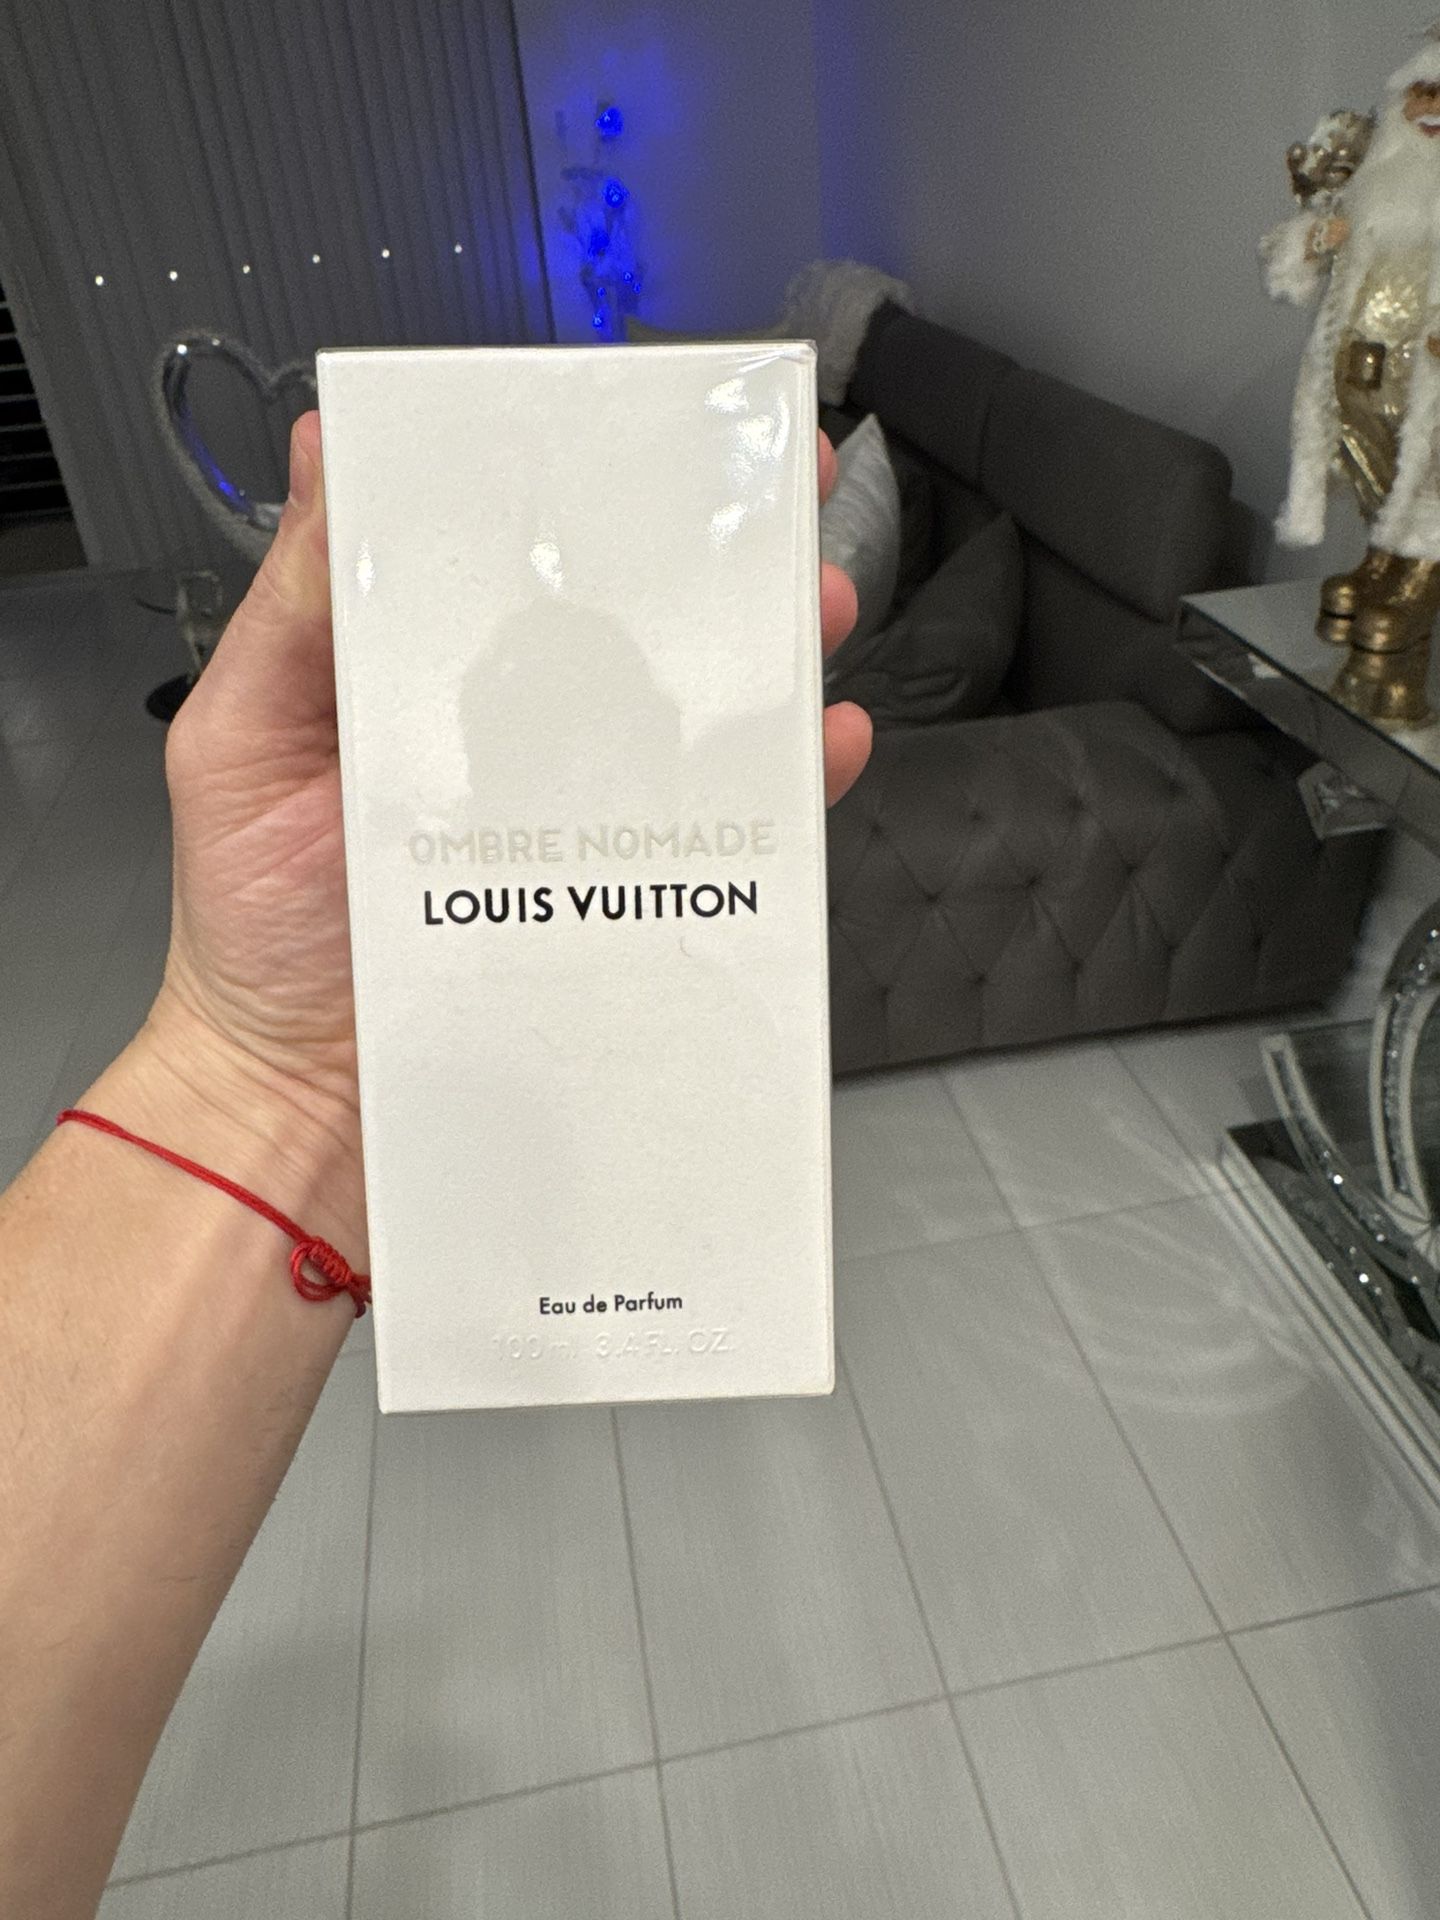 OMBRE NOMADE
LOUIS VUITTON
Eau de Parfum
100 ml 3.4 FL. OZ.